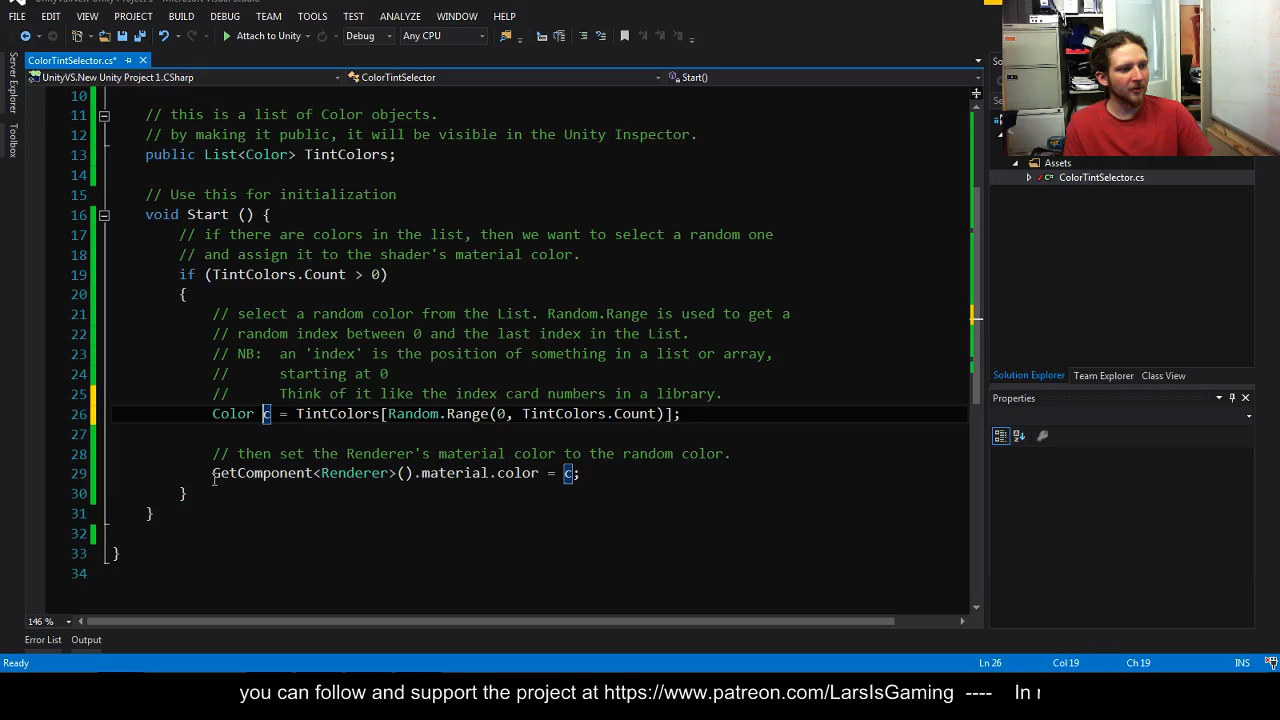 FILE EDIT VIEW PROJECT BUILD DEBUG TEAM TOOLS TEST ANALYZE WINDOW HELP
Attach to Unity Debug Any CPU
ColorTintSelector.cs*
UnityVS.New Unity Project 1.CSharp ColorTintSelector Start()
Server Explorer
Toolbox
10
11 // this is a list of Color objects.
12 // by making it public, it will be visible in the Unity Inspector.
13 public List<Color> TintColors;
14
15 // Use this for initialization
16 void Start () {
17 // if there are colors in the list, then we want to select a random one
18 // and assign it to the shader's material color.
19 if (TintColors.Count > 0)
20 {
21 // select a random color from the List. Random.Range is used to get a
22 // random index between 0 and the last index in the List.
23 // NB: an 'index' is the position of something in a list or array,
24 // starting at 0
25 // Think of it like the index card numbers in a library.
26 Color c = TintColors[Random.Range(0, TintColors.Count)];
27
28 // then set the Renderer's material color to the random color.
29 GetComponent<Renderer>().material.color = c;
30 }
31 }
32
33 }
34
146 %
Error List Output
Assets
ColorTintSelector.cs
Solution Explorer Team Explorer Class View
Properties
Ready Ln 26 Col 19 Ch 19 INS
you can follow and support the project at https://www.patreon.com/LarsIsGaming ---- In